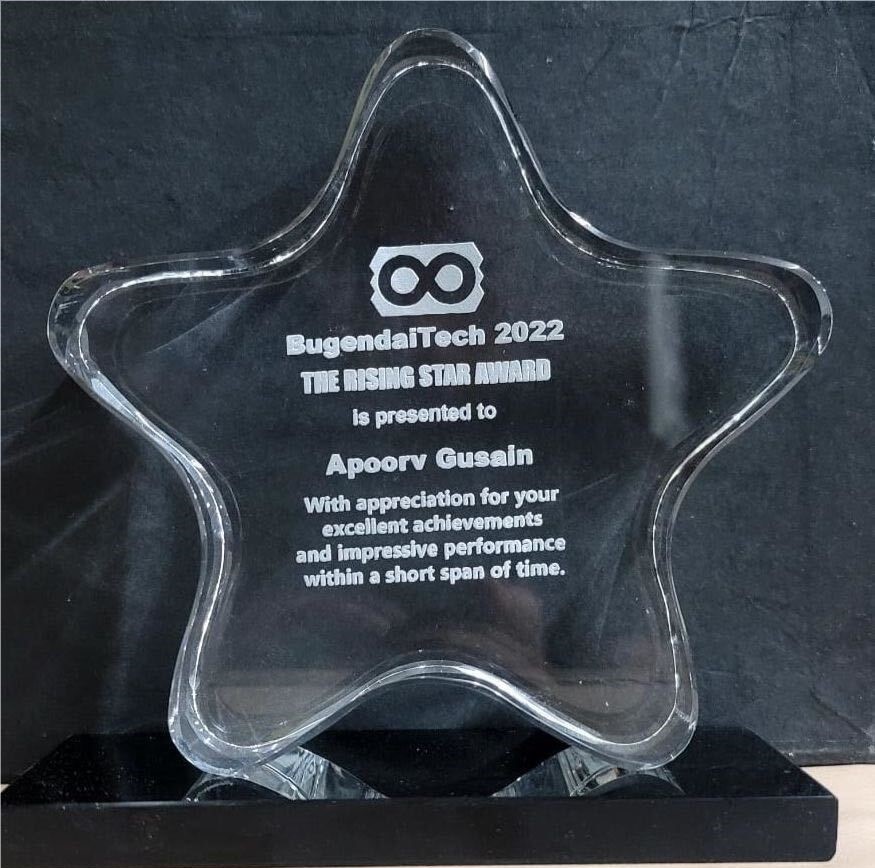 BugendaiTech 2022
THE RISING STAR AWARD
is presented to
Apoorv Gusain
With appreciation for your
excellent achievements
and impressive performance
within a short span of time.